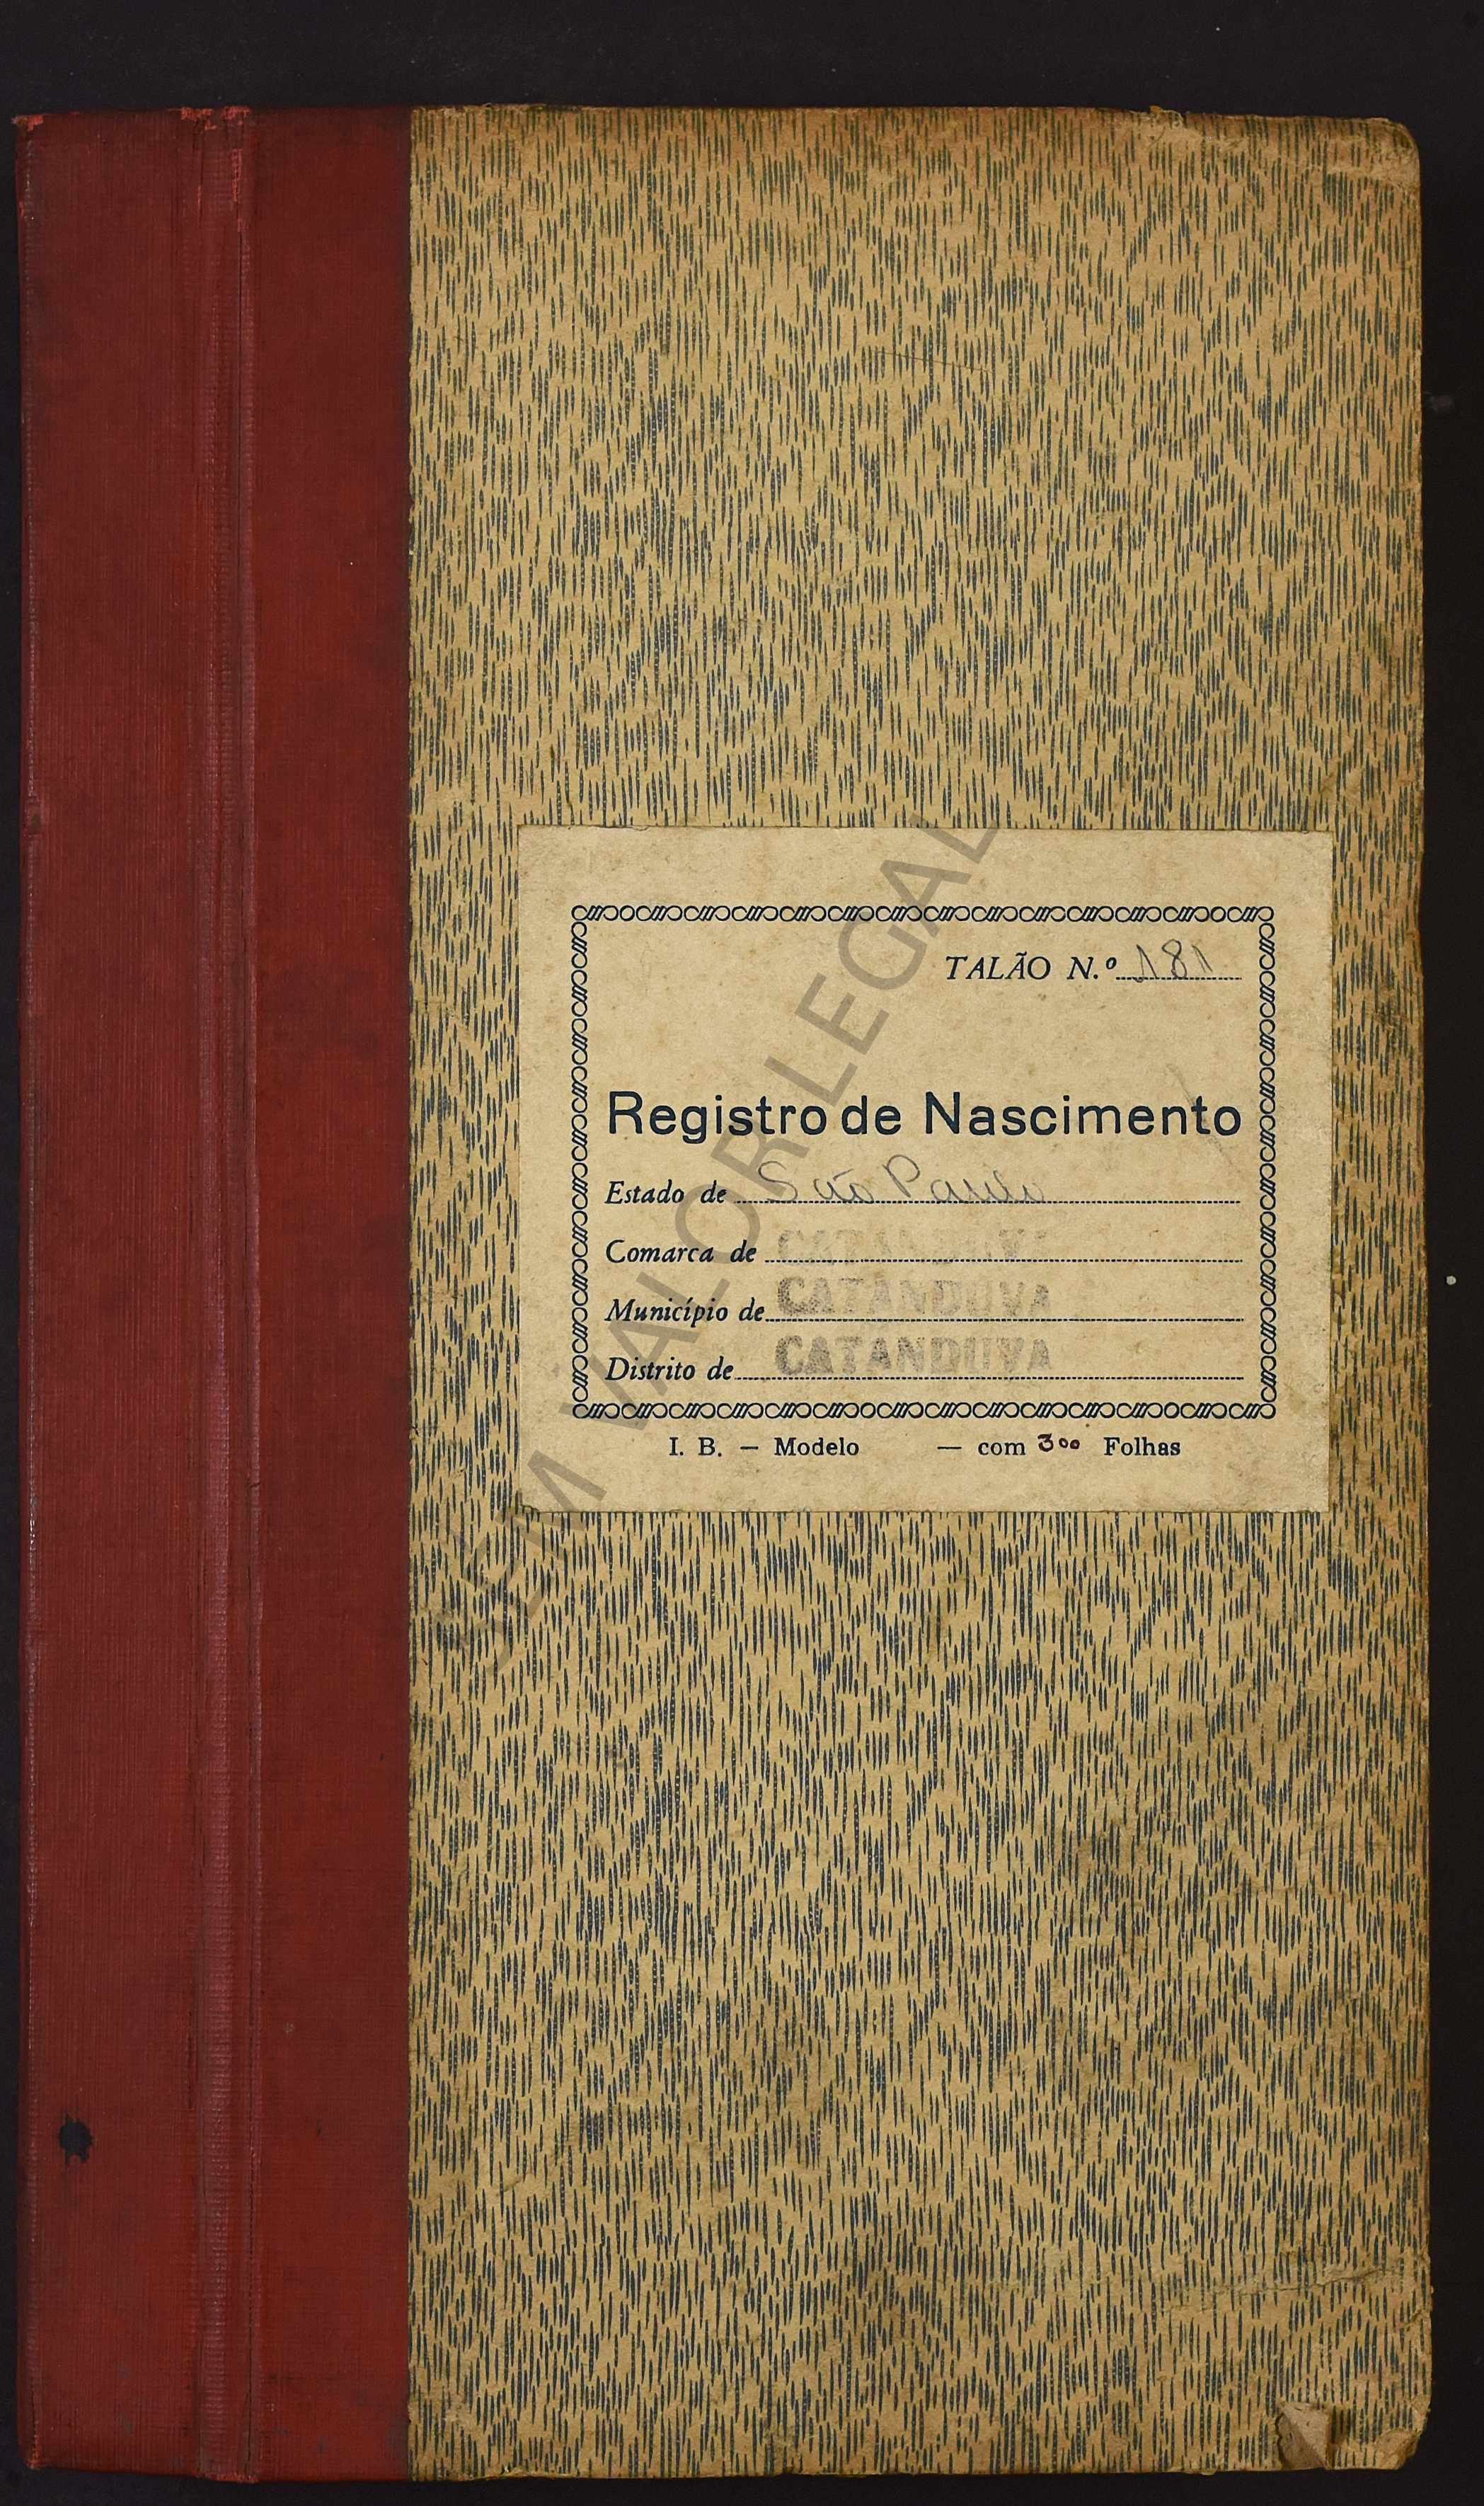 TALÃO N.º 181
Registro de Nascimento
Estado de São Paulo
Comarca de
Município de CATANDUVA
Distrito de CATANDUVA
I. B. — Modelo — com 300 Folhas
SEM VALOR LEGAL